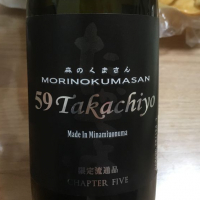 森のくまさん
MORINOKUMASAN
59 Takachiyo
Made In Minamiuonuma
限定流通品
CHAPTER FIVE